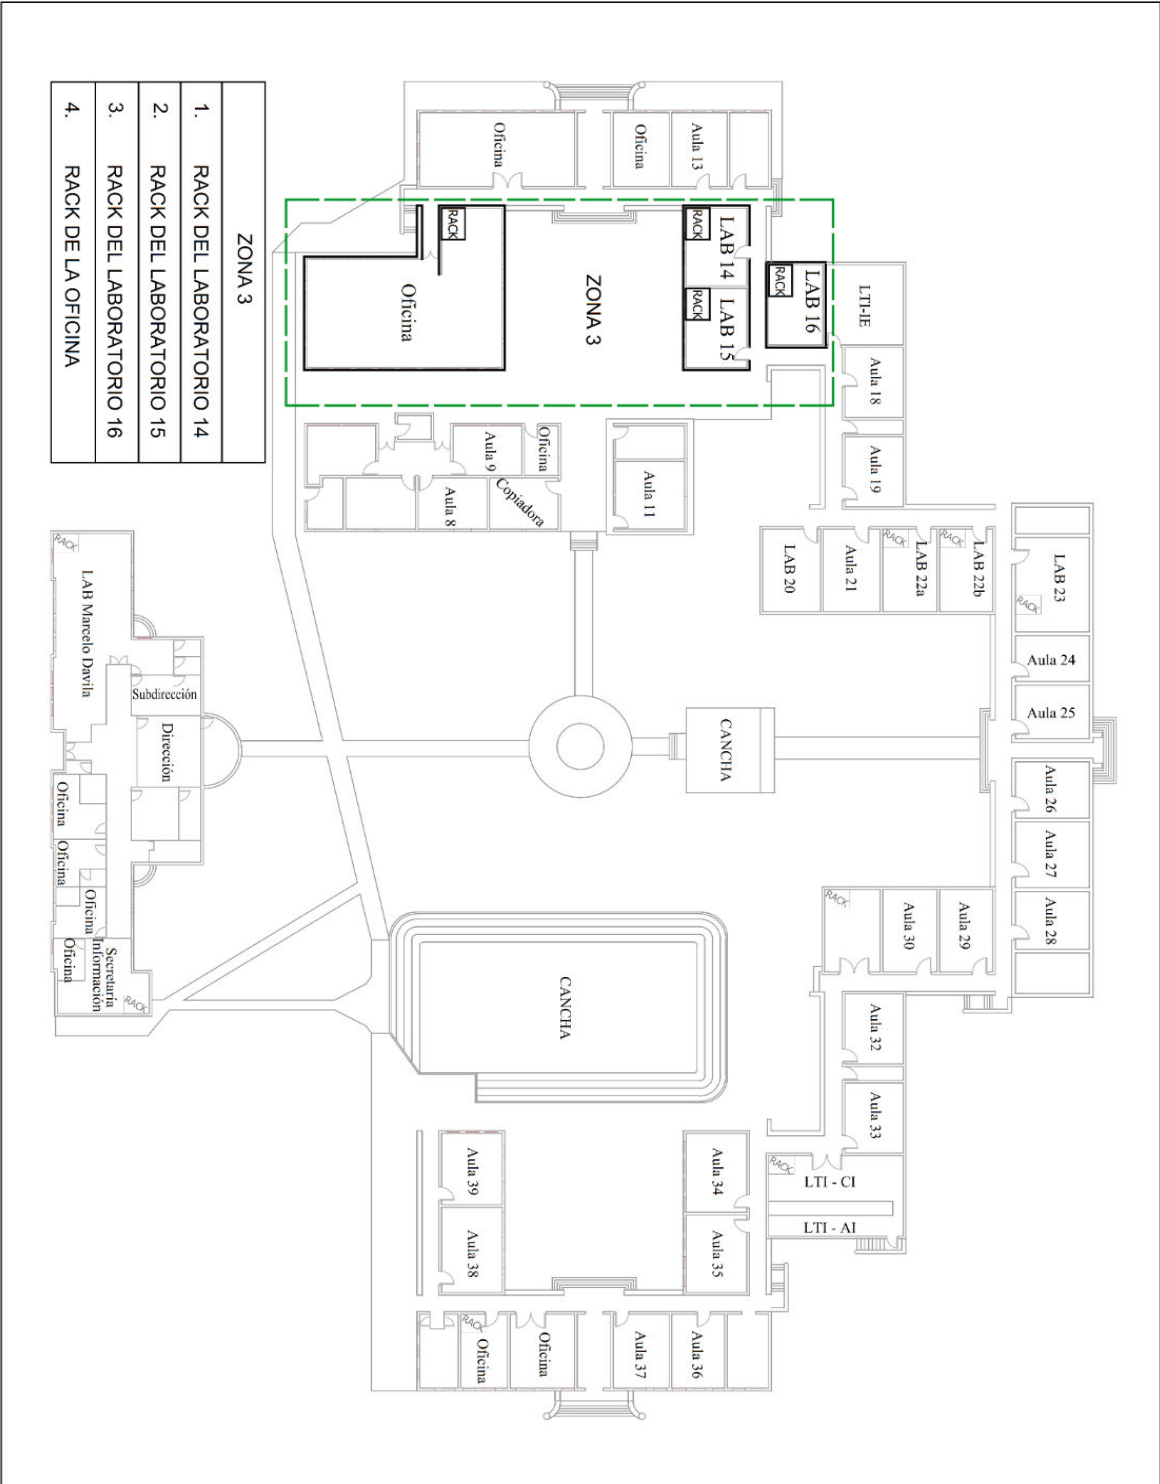 ZONA 3
1. RACK DEL LABORATORIO 14
2. RACK DEL LABORATORIO 15
3. RACK DEL LABORATORIO 16
4. RACK DE LA OFICINA
Oficina
Oficina
Aula 13
RACK
Oficina
ZONA 3
RACK
LAB 14
RACK
LAB 15
RACK
LAB 16
LTI-IE
Aula 18
Aula 19
Aula 9
Oficina
Aula 8
Copiadora
Aula 11
LAB 20
Aula 21
RACK
LAB 22a
RACK
LAB 22b
LAB 23
RACK
Aula 24
Aula 25
Aula 26
Aula 27
Aula 28
RACK
LAB Marcelo Davila
Subdirección
Dirección
Oficina
Oficina
Oficina
Oficina
Secretaría
Información
RACK
CANCHA
CANCHA
RACK
Aula 30
Aula 29
Aula 32
Aula 33
RACK
LTI - CI
LTI - AI
Aula 39
Aula 38
Aula 34
Aula 35
RACK
Oficina
Oficina
Aula 37
Aula 36